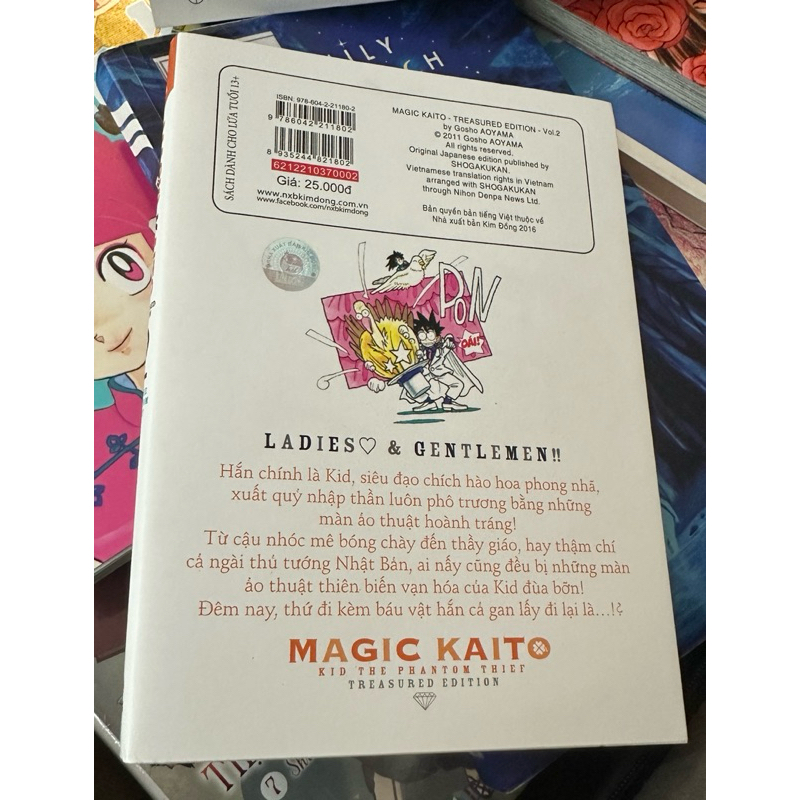 SÁCH DÀNH CHO LỨA TUỔI 13+
ISBN: 978-604-2-21180-2
9 786042 211802
8 935244 821802
6212210370002
Giá: 25.000đ
www.nxbkimdong.com.vn
www.facebook.com/nxbkimdong
MAGIC KAITO - TREASURED EDITION - Vol.2
by Gosho AOYAMA
© 2011 Gosho AOYAMA
All rights reserved.
Original Japanese edition published by
SHOGAKUKAN.
Vietnamese translation rights in Vietnam
arranged with SHOGAKUKAN
through Nihon Denpa News Ltd.
Bản quyền bản tiếng Việt thuộc về
Nhà xuất bản Kim Đồng 2016
POW
OÁI!
LADIES♡ & GENTLEMEN!!
Hắn chính là Kid, siêu đạo chích hào hoa phong nhã,
xuất quỷ nhập thần luôn phô trương bằng những
màn ảo thuật hoành tráng!
Từ cậu nhóc mê bóng chày đến thầy giáo, hay thậm chí
cả ngài thủ tướng Nhật Bản, ai nấy cũng đều bị những màn
ảo thuật thiên biến vạn hóa của Kid đùa bỡn!
Đêm nay, thứ đi kèm báu vật hắn cả gan lấy đi lại là...!?
MAGIC KAITO
KID THE PHANTOM THIEF
TREASURED EDITION
7